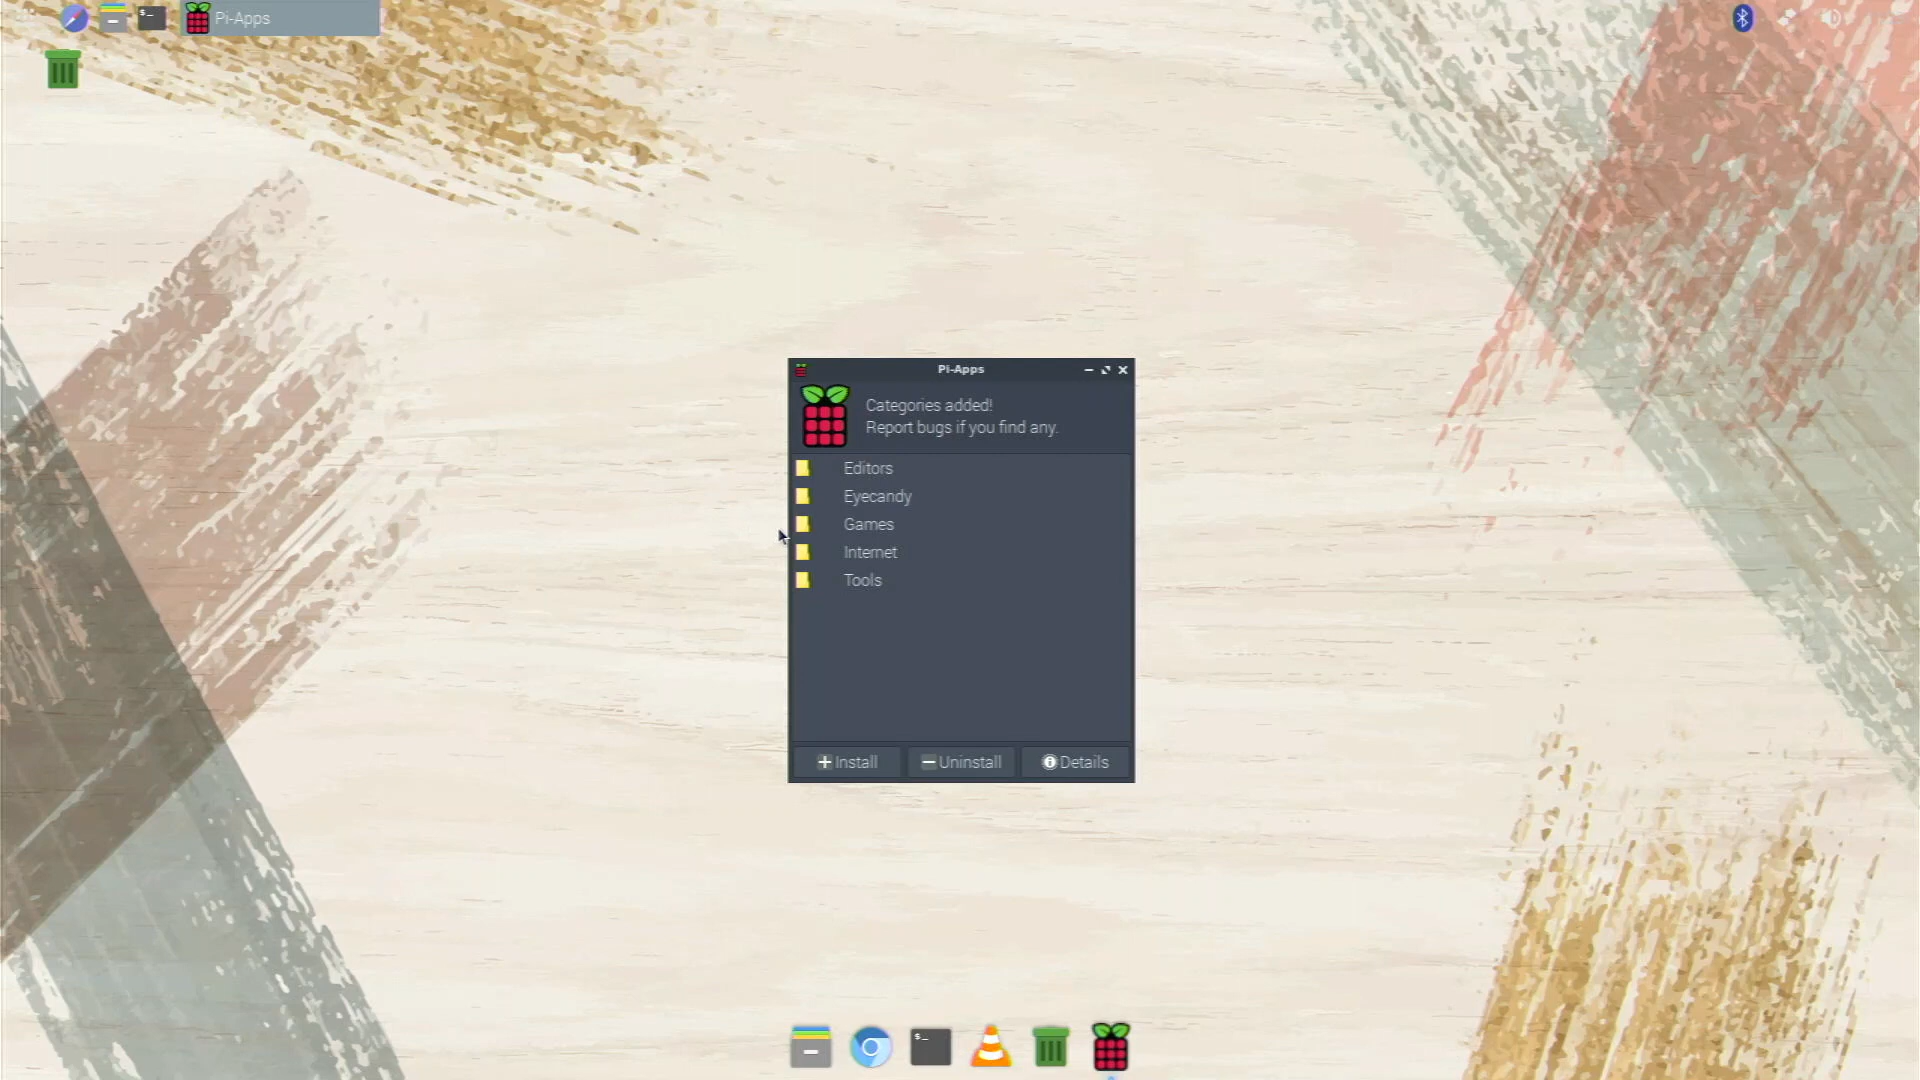 Pi-Apps
Pi-Apps
Categories added!
Report bugs if you find any.
Editors
Eyecandy
Games
Internet
Tools
Install
Uninstall
Details